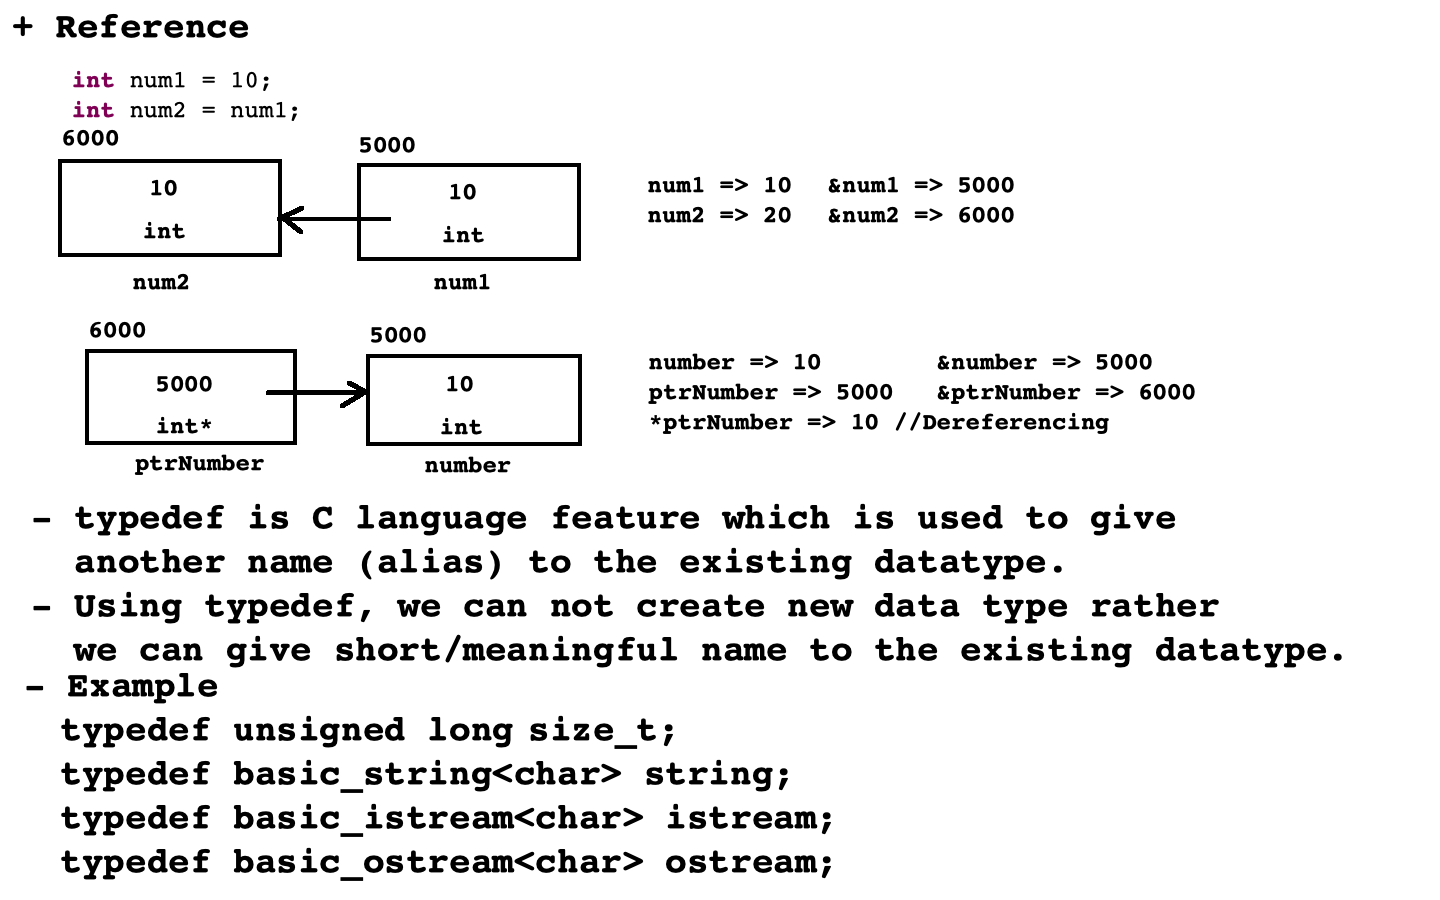 + Reference
int num1 = 10;
int num2 = num1;
6000
5000
10
int
10
int
num1 => 10 &num1 => 5000
num2 => 20 &num2 => 6000
num2
num1
6000
5000
5000
int*
10
int
number => 10 &number => 5000
ptrNumber => 5000 &ptrNumber => 6000
*ptrNumber => 10 //Dereferencing
ptrNumber
number
- typedef is C language feature which is used to give
another name (alias) to the existing datatype.
- Using typedef, we can not create new data type rather
we can give short/meaningful name to the existing datatype.
- Example
typedef unsigned long size_t;
typedef basic_string<char> string;
typedef basic_istream<char> istream;
typedef basic_ostream<char> ostream;